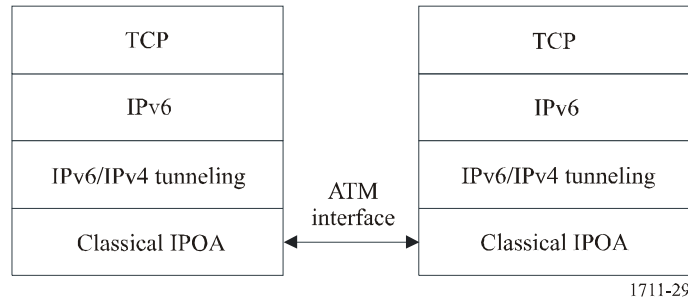 TCP
IPv6
IPv6/IPv4 tunneling
Classical IPOA
ATM
interface
TCP
IPv6
IPv6/IPv4 tunneling
Classical IPOA
1711-29